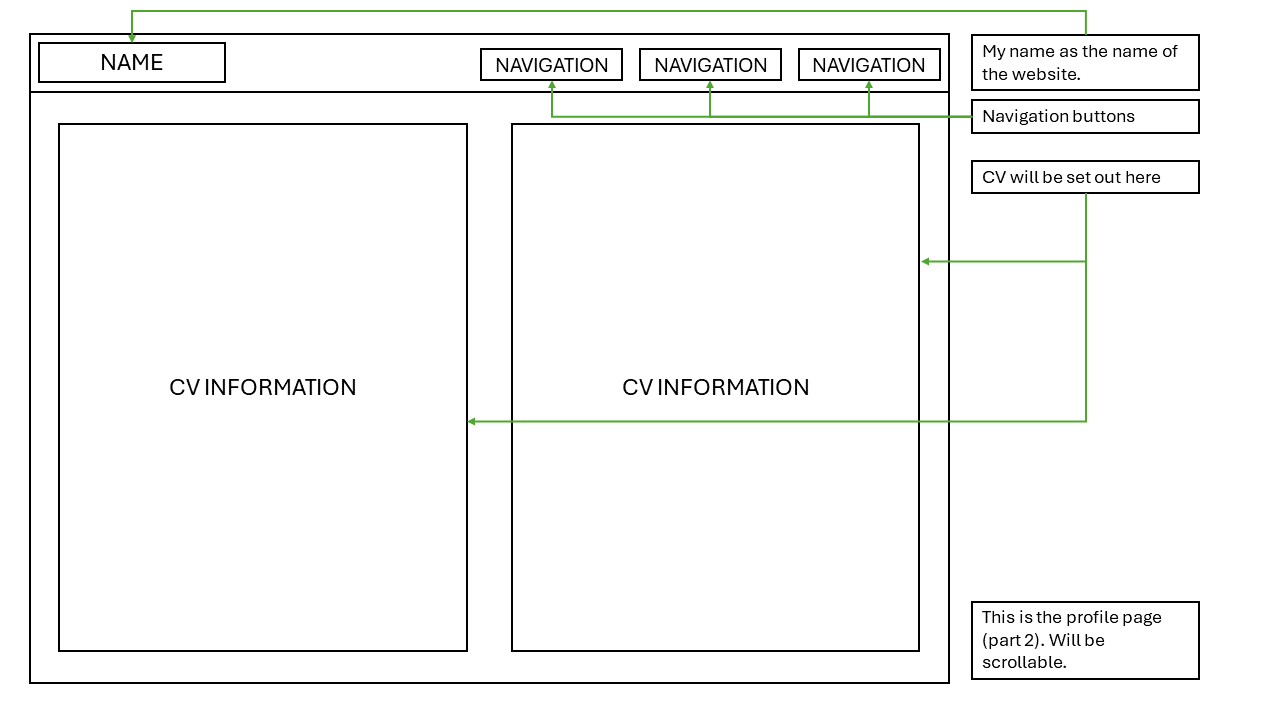 NAME
NAVIGATION
NAVIGATION
NAVIGATION
My name as the name of
the website.
Navigation buttons
CV will be set out here
CV INFORMATION
CV INFORMATION
This is the profile page
(part 2). Will be
scrollable.